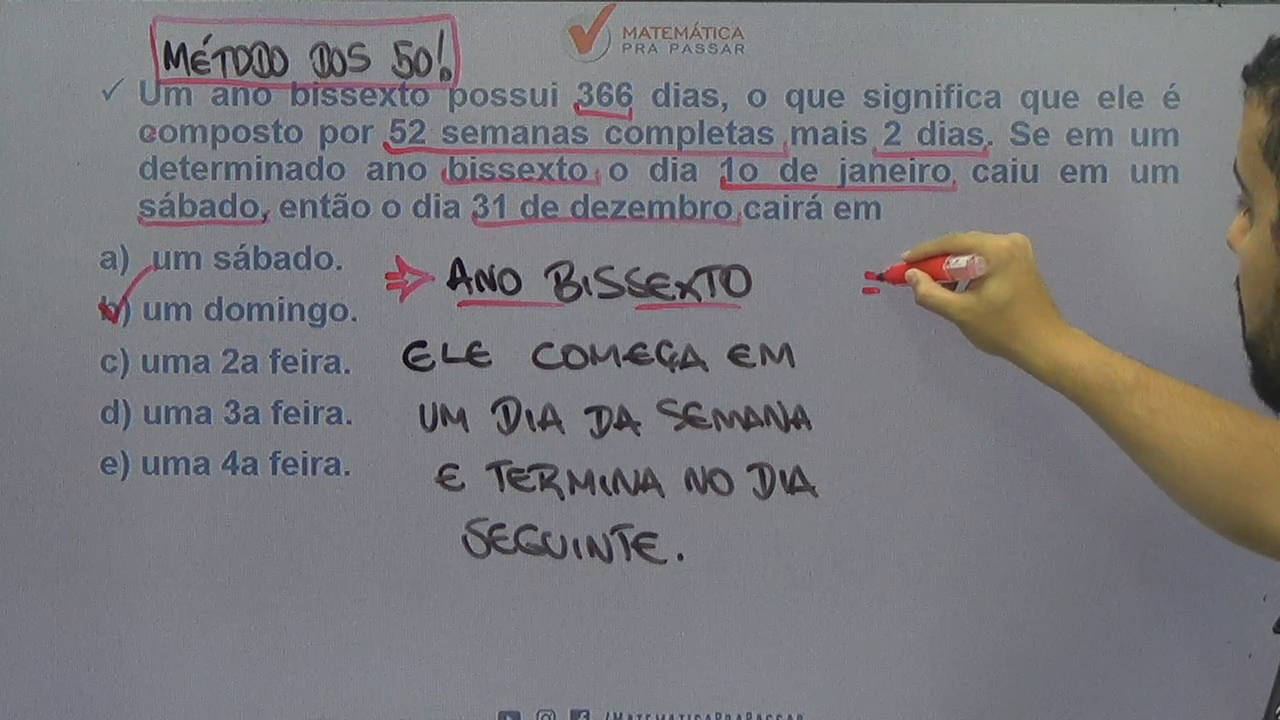 MATEMÁTICA
PRA PASSAR
MÉTODO DOS 50!
Um ano bissexto possui 366 dias, o que significa que ele é
composto por 52 semanas completas mais 2 dias. Se em um
determinado ano bissexto o dia 1o de janeiro caiu em um
sábado, então o dia 31 de dezembro cairá em
a) um sábado.
b) um domingo.
c) uma 2a feira.
d) uma 3a feira.
e) uma 4a feira.
ANO BISSEXTO
ELE COMEÇA EM
UM DIA DA SEMANA
E TERMINA NO DIA
SEGUINTE.
/MATEMATICAPRAPASSAR